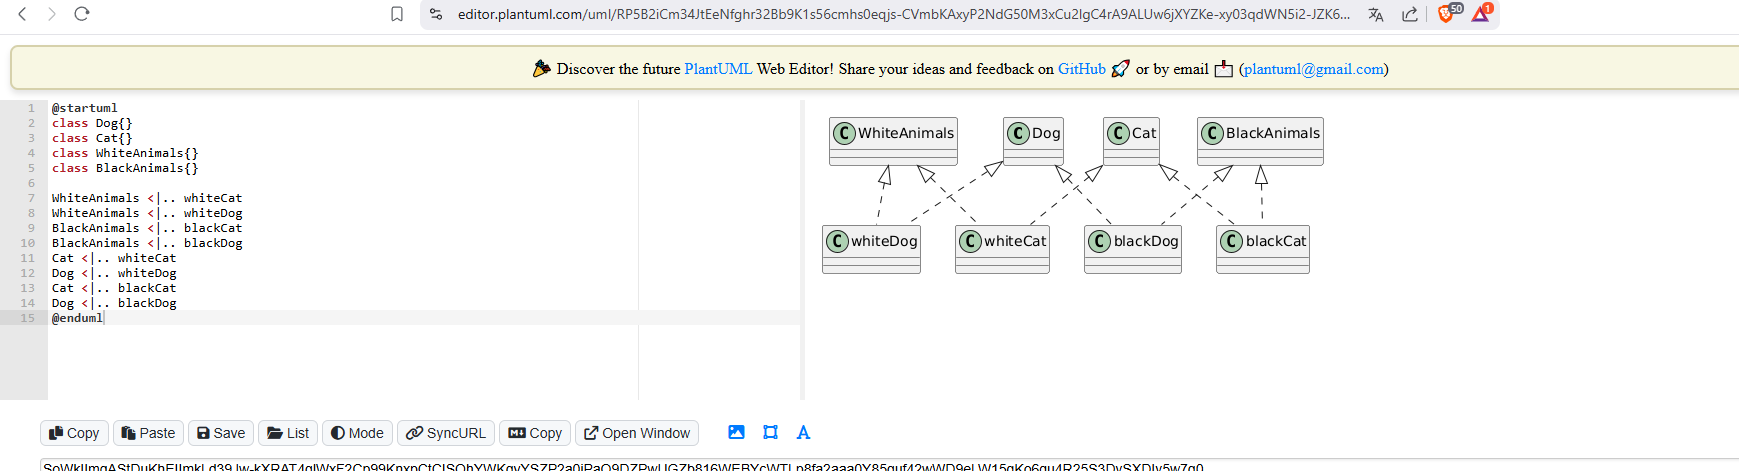 editor.plantuml.com/uml/RP5B2iCm34JtEeNfghr32Bb9K1s56cmhs0eqjs-CVmbKAxyP2NdG50M3xCu2IgC4rA9ALUw6jXYZKe-xy03qdWN5i2-JZK6...
50
1
Discover the future PlantUML Web Editor! Share your ideas and feedback on GitHub or by email (plantuml@gmail.com)
1 @startuml
2 class Dog{}
3 class Cat{}
4 class WhiteAnimals{}
5 class BlackAnimals{}
6
7 WhiteAnimals <|.. whiteCat
8 WhiteAnimals <|.. whiteDog
9 BlackAnimals <|.. blackCat
10 BlackAnimals <|.. blackDog
11 Cat <|.. whiteCat
12 Dog <|.. whiteDog
13 Cat <|.. blackCat
14 Dog <|.. blackDog
15 @enduml
C WhiteAnimals C Dog C Cat C BlackAnimals
C whiteDog C whiteCat C blackDog C blackCat
Copy Paste Save List Mode SyncURL Copy Open Window A